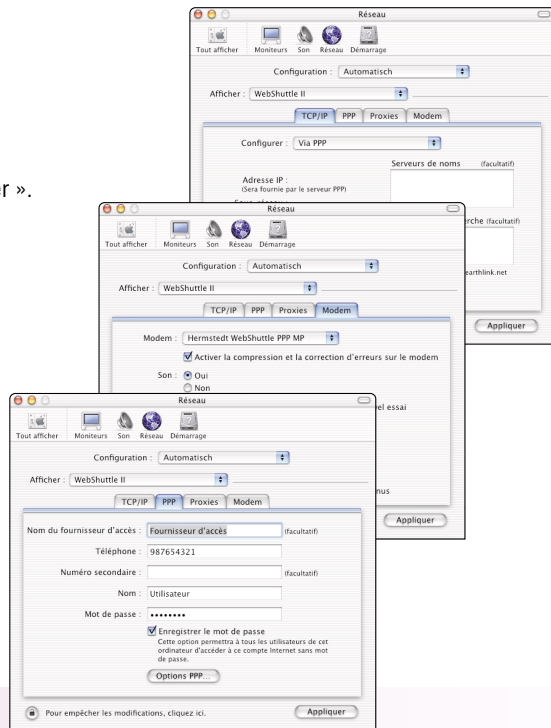 er ».
Réseau
Tout afficher Moniteurs Son Réseau Démarrage
Configuration : Automatisch
Afficher : WebShuttle II
TCP/IP PPP Proxies Modem
Configurer : Via PPP
Serveurs de noms (facultatif)
Adresse IP :
(Sera fournie par le serveur PPP)
erche (facultatif)
earthlink.net
Appliquer
Réseau
Tout afficher Moniteurs Son Réseau Démarrage
Configuration : Automatisch
Afficher : WebShuttle II
TCP/IP PPP Proxies Modem
Modem : Hermstedt WebShuttle PPP MP
Activer la compression et la correction d'erreurs sur le modem
Son : Oui
Non
vel essai
nus
Appliquer
Réseau
Tout afficher Moniteurs Son Réseau Démarrage
Configuration : Automatisch
Afficher : WebShuttle II
TCP/IP PPP Proxies Modem
Nom du fournisseur d'accès : Fournisseur d'accès (facultatif)
Téléphone : 987654321
Numéro secondaire : (facultatif)
Nom : Utilisateur
Mot de passe : ••••••••
Enregistrer le mot de passe
Cette option permettra à tous les utilisateurs de cet
ordinateur d'accéder à ce compte Internet sans mot
de passe.
Options PPP...
Pour empêcher les modifications, cliquez ici.
Appliquer